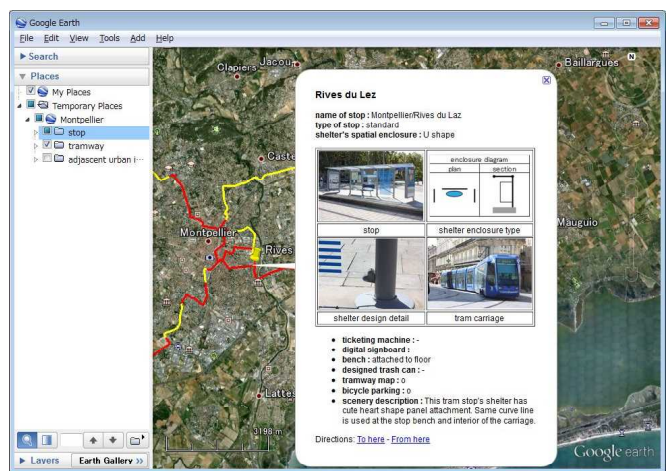 Google Earth
File Edit View Tools Add Help
Search
Places
My Places
Temporary Places
Montpellier
stop
tramway
adjascent urban i...
Layers
Earth Gallery >>
Clapiers
Jacou
Baillargues
N
Caste
Montpellier
Rives
Mauguio
Lattes
3198 m
Google earth
Rives du Lez
name of stop : Montpellier/Rives du Laz
type of stop : standard
shelter's spatial enclosure : U shape
enclosure diagram
plan section
stop
shelter enclosure type
shelter design detail
tram carriage
• ticketing machine : -
• digital signboard :
• bench : attached to floor
• designed trash can : -
• tramway map : o
• bicycle parking : o
• scenery description : This tram stop's shelter has
cute heart shape panel attachment. Same curve line
is used at the stop bench and interior of the carriage.
Directions: To here - From here